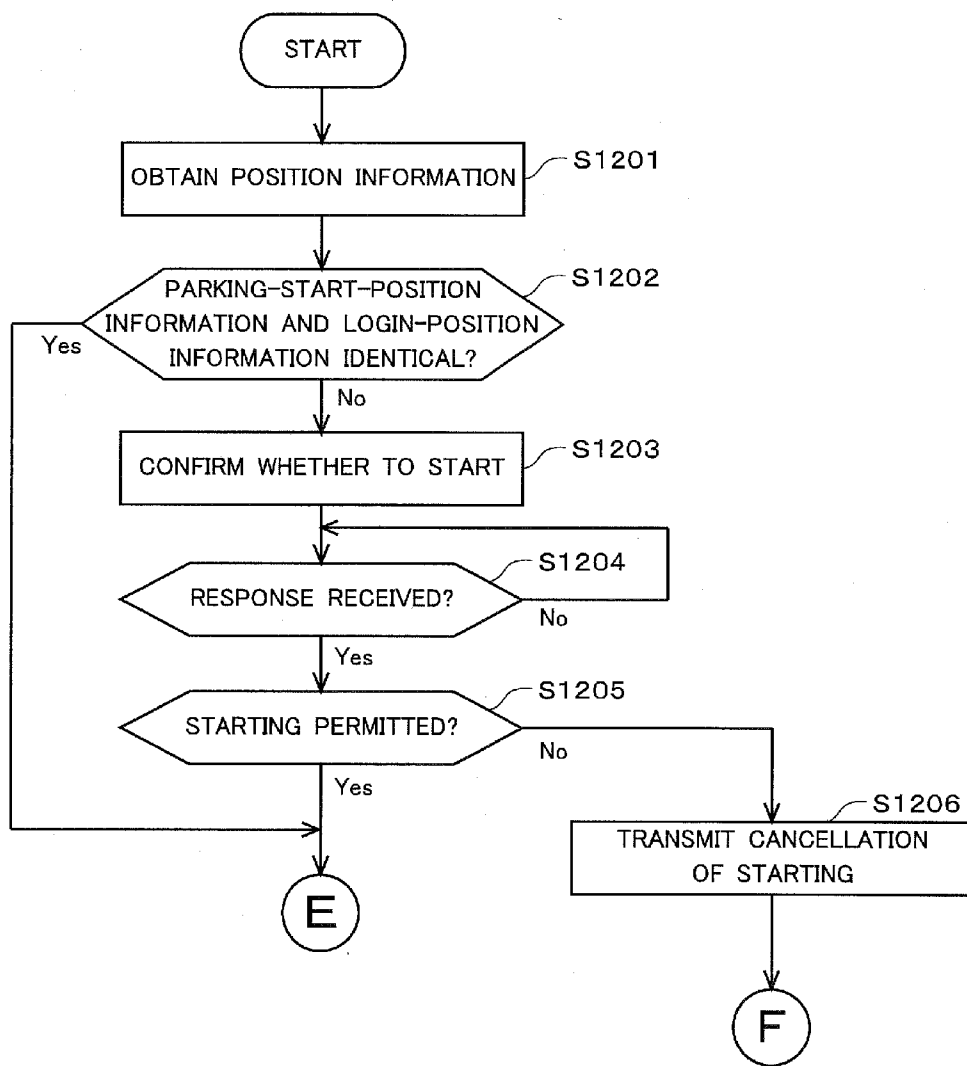 START
OBTAIN POSITION INFORMATION
S1201
PARKING-START-POSITION
INFORMATION AND LOGIN-POSITION
INFORMATION IDENTICAL?
S1202
Yes
No
CONFIRM WHETHER TO START
S1203
RESPONSE RECEIVED?
S1204
No
Yes
STARTING PERMITTED?
S1205
No
Yes
S1206
TRANSMIT CANCELLATION
OF STARTING
E
F